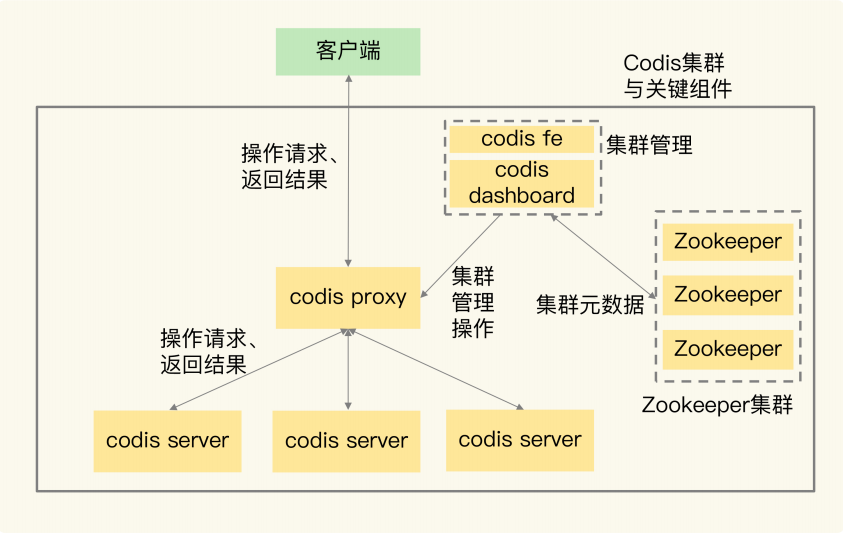 客户端
Codis集群
与关键组件
操作请求、
返回结果
codis fe
codis
dashboard
集群管理
Zookeeper
Zookeeper
Zookeeper
Zookeeper集群
codis proxy
集群
管理
操作
集群元数据
操作请求、
返回结果
codis server
codis server
codis server